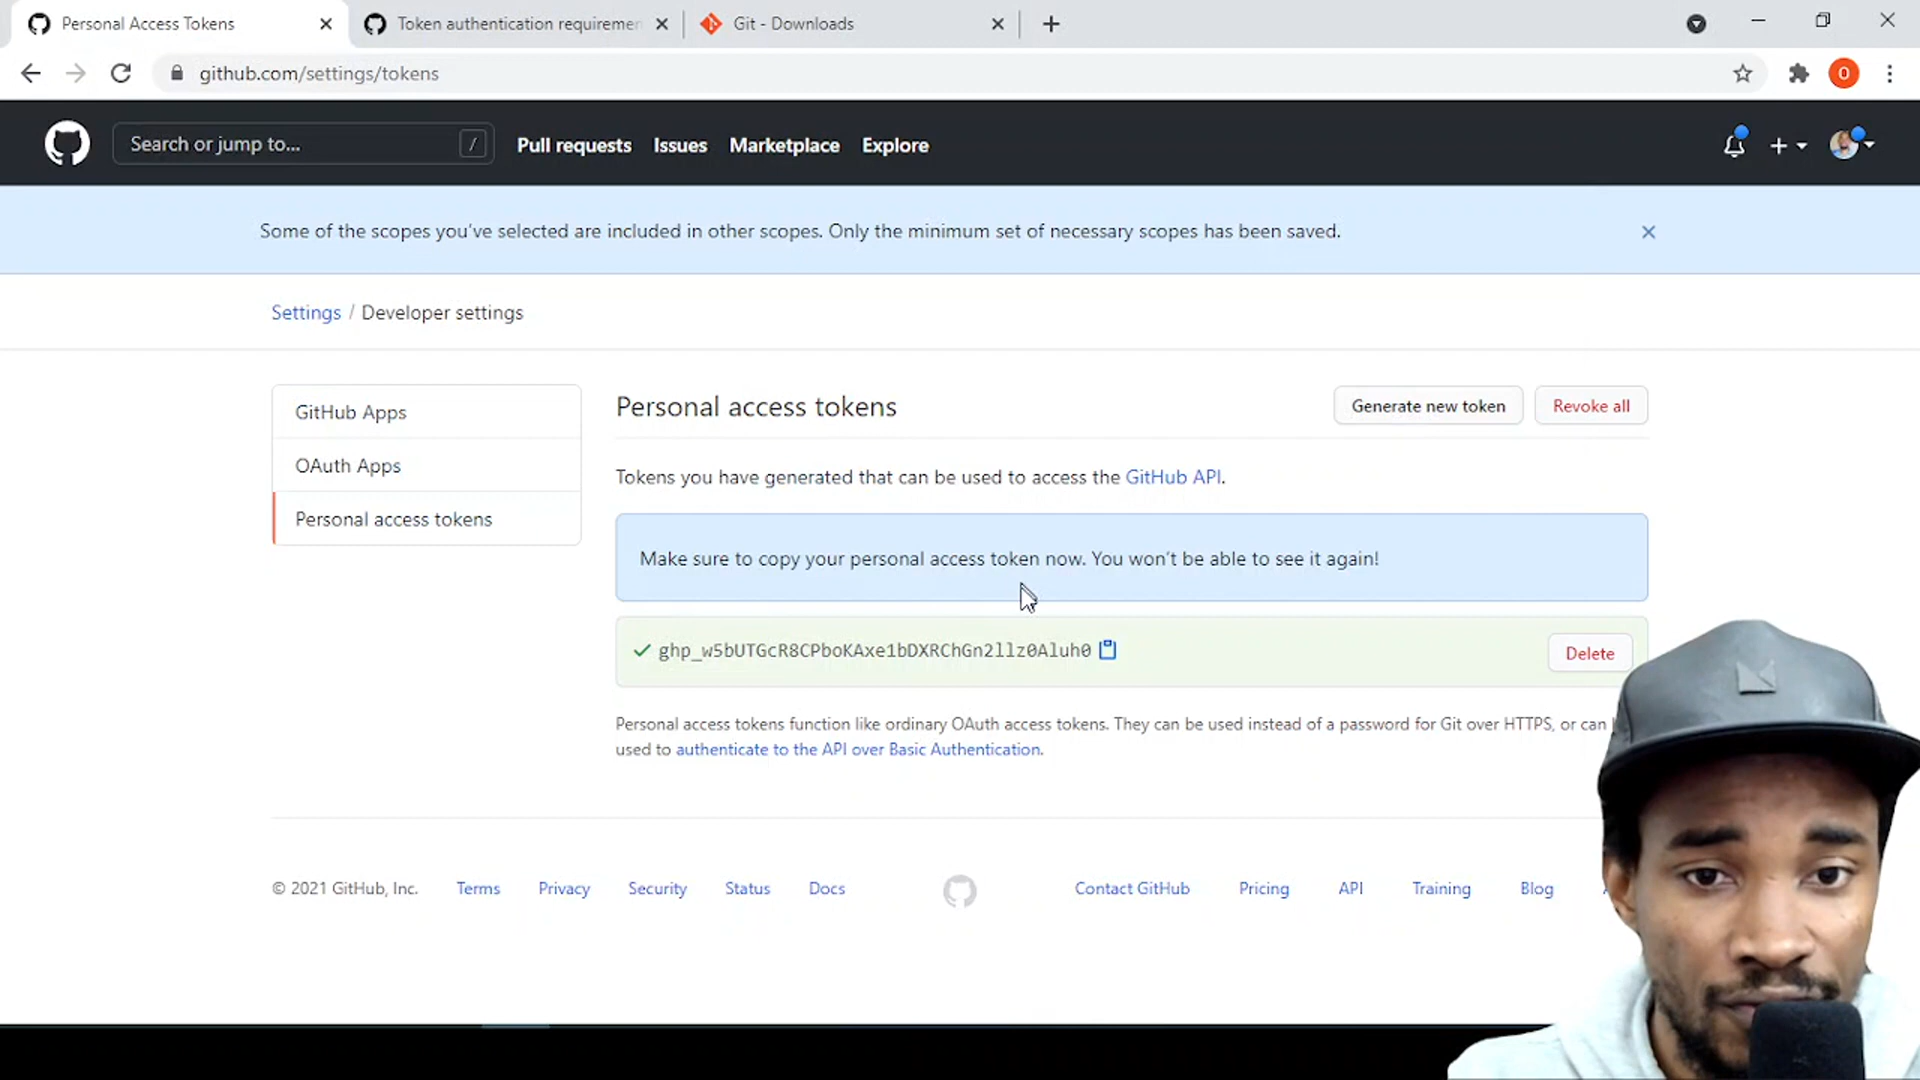 Personal Access Tokens
Token authentication requiremen
Git - Downloads
github.com/settings/tokens
O
Search or jump to...
/
Pull requests
Issues
Marketplace
Explore
Some of the scopes you've selected are included in other scopes. Only the minimum set of necessary scopes has been saved.
Settings / Developer settings
GitHub Apps
OAuth Apps
Personal access tokens
Personal access tokens
Generate new token
Revoke all
Tokens you have generated that can be used to access the GitHub API.
Make sure to copy your personal access token now. You won't be able to see it again!
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
Delete
Personal access tokens function like ordinary OAuth access tokens. They can be used instead of a password for Git over HTTPS, or can
used to authenticate to the API over Basic Authentication.
© 2021 GitHub, Inc.
Terms
Privacy
Security
Status
Docs
Contact GitHub
Pricing
API
Training
Blog